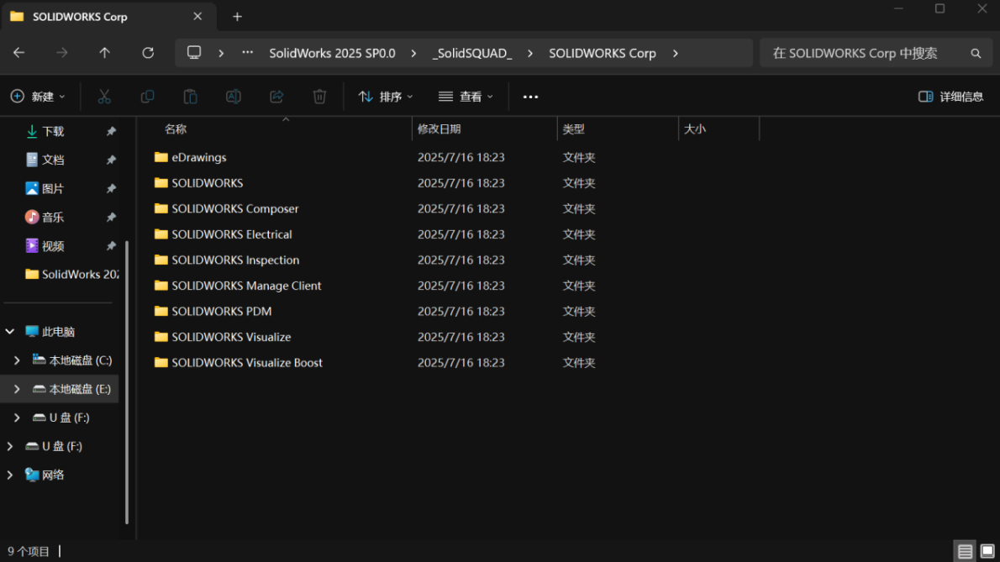 SOLIDWORKS Corp
SolidWorks 2025 SP0.0 _SolidSQUAD_ SOLIDWORKS Corp
在 SOLIDWORKS Corp 中搜索
新建 排序 查看 详细信息
下载
文档
图片
音乐
视频
SolidWorks 202
此电脑
本地磁盘 (C:)
本地磁盘 (E:)
U 盘 (F:)
U 盘 (F:)
网络
名称 修改日期 类型 大小
eDrawings 2025/7/16 18:23 文件夹
SOLIDWORKS 2025/7/16 18:23 文件夹
SOLIDWORKS Composer 2025/7/16 18:23 文件夹
SOLIDWORKS Electrical 2025/7/16 18:23 文件夹
SOLIDWORKS Inspection 2025/7/16 18:23 文件夹
SOLIDWORKS Manage Client 2025/7/16 18:23 文件夹
SOLIDWORKS PDM 2025/7/16 18:23 文件夹
SOLIDWORKS Visualize 2025/7/16 18:23 文件夹
SOLIDWORKS Visualize Boost 2025/7/16 18:23 文件夹
9 个项目